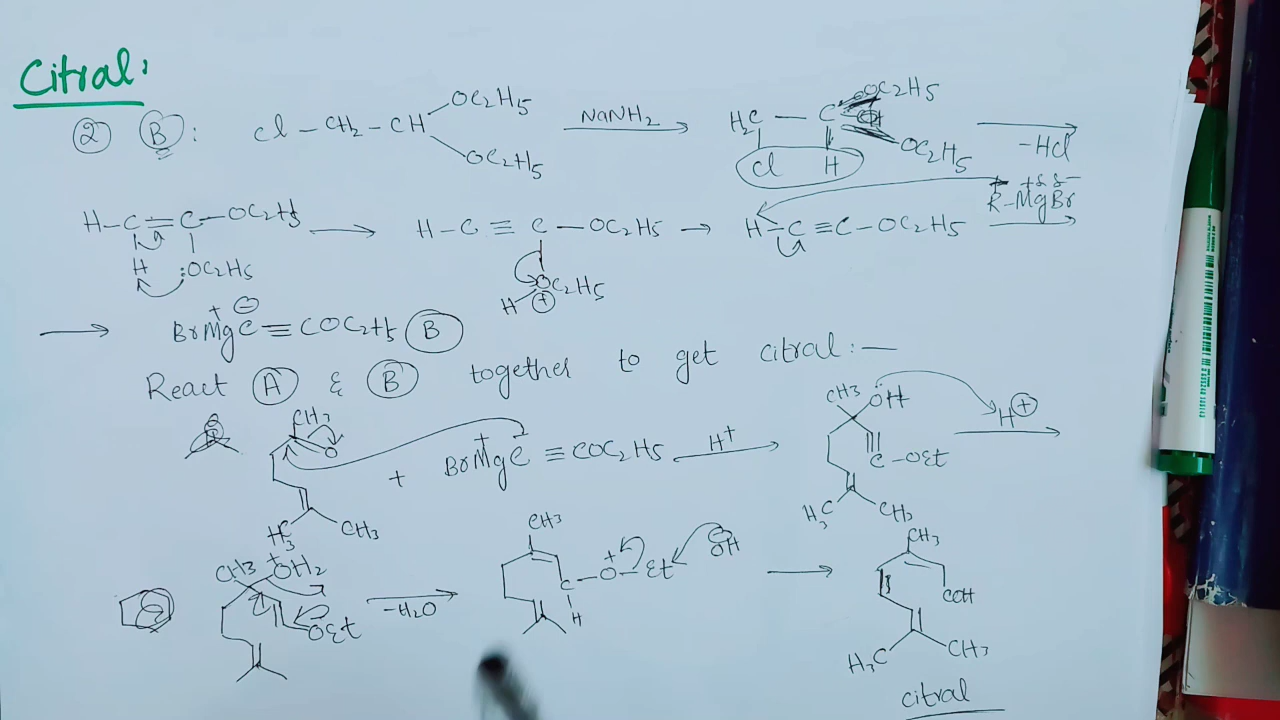 Citral:
② Ⓑ: Cl – CH2 – CH OC2H5 OC2H5 NaNH2 H2C – C OC2H5 OC2H5 Cl H -HCl
H – C = C – OC2H5 H :OC2H5 H – C ≡ C – OC2H5 H OC2H5 ⊕ H – C ≡ C – OC2H5 R – MgBr
BrMgC ≡ COC2H5 Ⓑ
React Ⓐ & Ⓑ together to get citral: —
CH3 O H3C CH3 + BrMgC ≡ COC2H5 H+ CH3 OH C – OEt H3C CH3 H⊕
CH3 +OH2 OEt -H2O CH3 C – O – Et H OH CH3 COH H3C CH3
citral